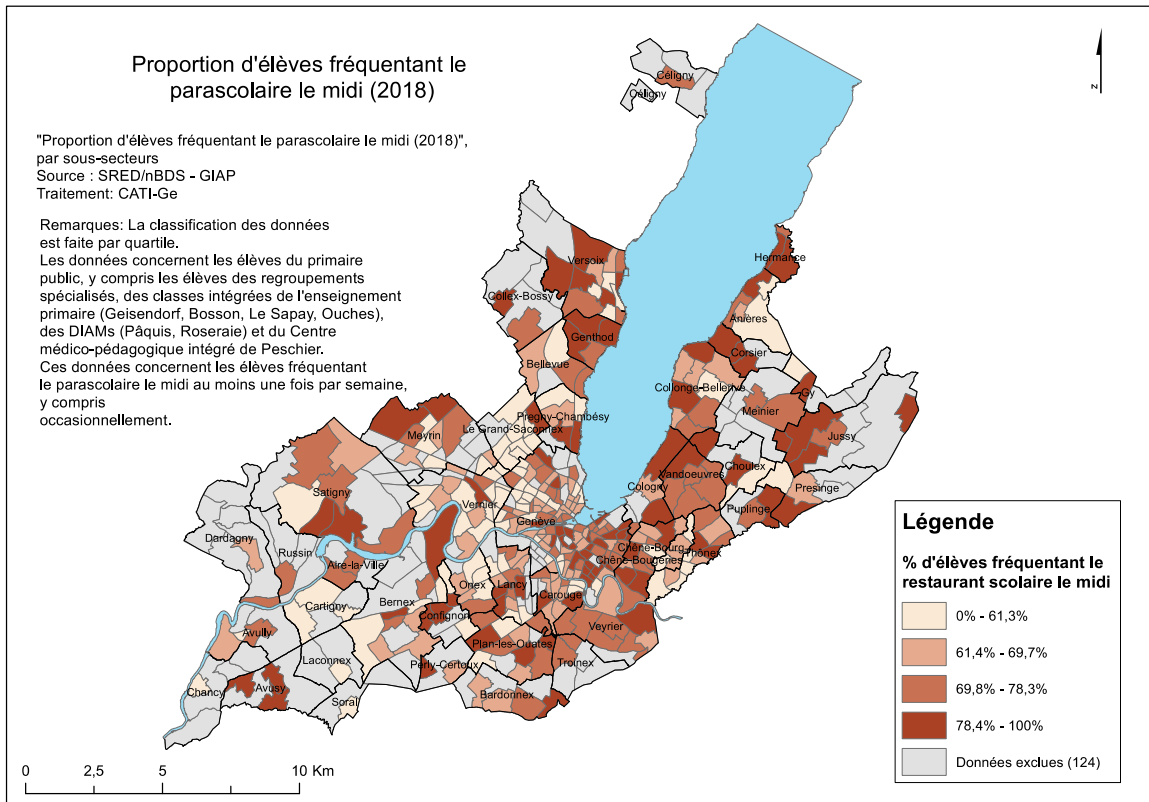 Proportion d'élèves fréquentant le
parascolaire le midi (2018)
"Proportion d'élèves fréquentant le parascolaire le midi (2018)",
par sous-secteurs
Source : SRED/nBDS - GIAP
Traitement: CATI-Ge
Remarques: La classification des données
est faite par quartile.
Les données concernent les élèves du primaire
public, y compris les élèves des regroupements
spécialisés, des classes intégrées de l'enseignement
primaire (Geisendorf, Bosson, Le Sapay, Ouches),
des DIAMs (Pâquis, Roseraie) et du Centre
médico-pédagogique intégré de Peschier.
Ces données concernent les élèves fréquentant
le parascolaire le midi au moins une fois par semaine,
y compris
occasionnellement.
N
Céligny
Céligny
Versoix
Hermance
Collex-Bossy
Anières
Genthod
Corsier
Bellevue
Collonge-Bellerive
Gy
Meinier
Pregny-Chambésy
Le Grand-Saconnex
Meyrin
Jussy
Choulex
Vandoeuvres
Presinge
Cologny
Satigny
Vernier
Puplinge
Genève
Dardagny
Russin
Chêne-Bourg
Thônex
Chêne-Bougeries
Aire-la-Ville
Onex
Lancy
Carouge
Cartigny
Bernex
Confignon
Veyrier
Avully
Plan-les-Ouates
Laconnex
Perly-Certoux
Troinex
Chancy
Avusy
Soral
Bardonnex
Légende
% d'élèves fréquentant le
restaurant scolaire le midi
0% - 61,3%
61,4% - 69,7%
69,8% - 78,3%
78,4% - 100%
Données exclues (124)
0 2,5 5 10 Km